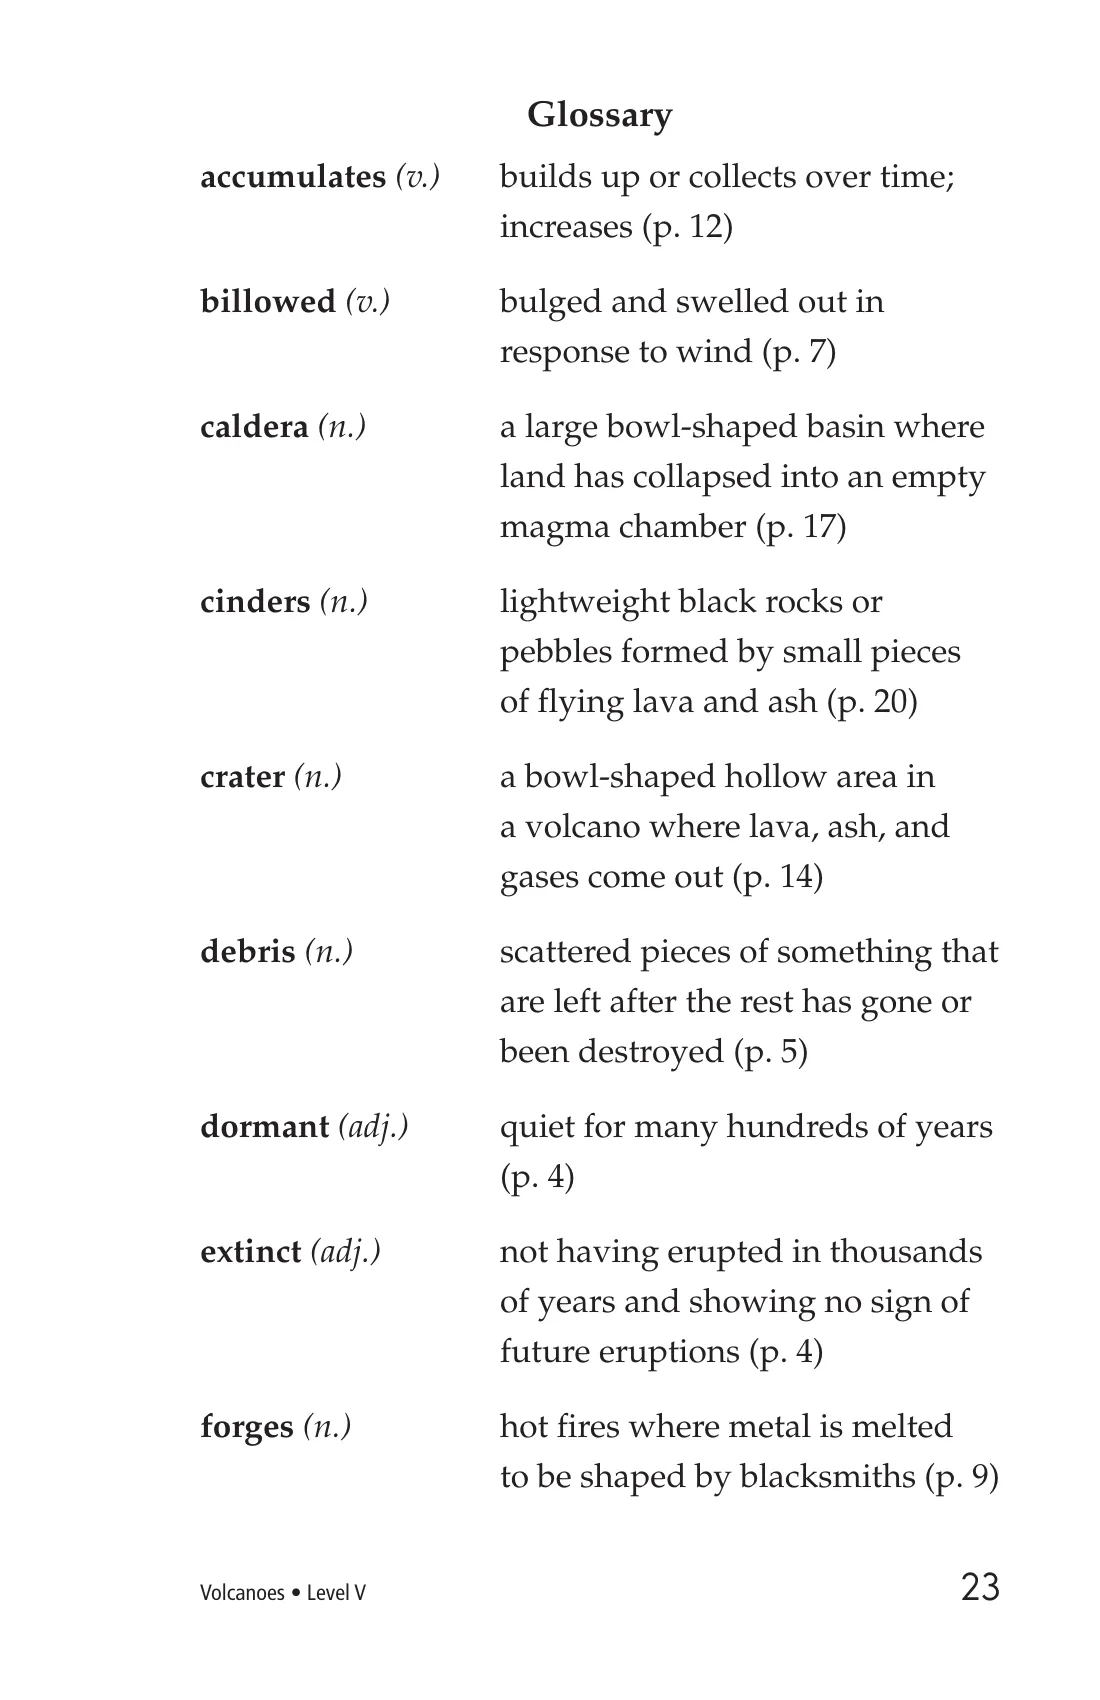 Glossary
accumulates (v.) builds up or collects over time;
increases (p. 12)
billowed (v.) bulged and swelled out in
response to wind (p. 7)
caldera (n.) a large bowl-shaped basin where
land has collapsed into an empty
magma chamber (p. 17)
cinders (n.) lightweight black rocks or
pebbles formed by small pieces
of flying lava and ash (p. 20)
crater (n.) a bowl-shaped hollow area in
a volcano where lava, ash, and
gases come out (p. 14)
debris (n.) scattered pieces of something that
are left after the rest has gone or
been destroyed (p. 5)
dormant (adj.) quiet for many hundreds of years
(p. 4)
extinct (adj.) not having erupted in thousands
of years and showing no sign of
future eruptions (p. 4)
forges (n.) hot fires where metal is melted
to be shaped by blacksmiths (p. 9)
Volcanoes • Level V 23